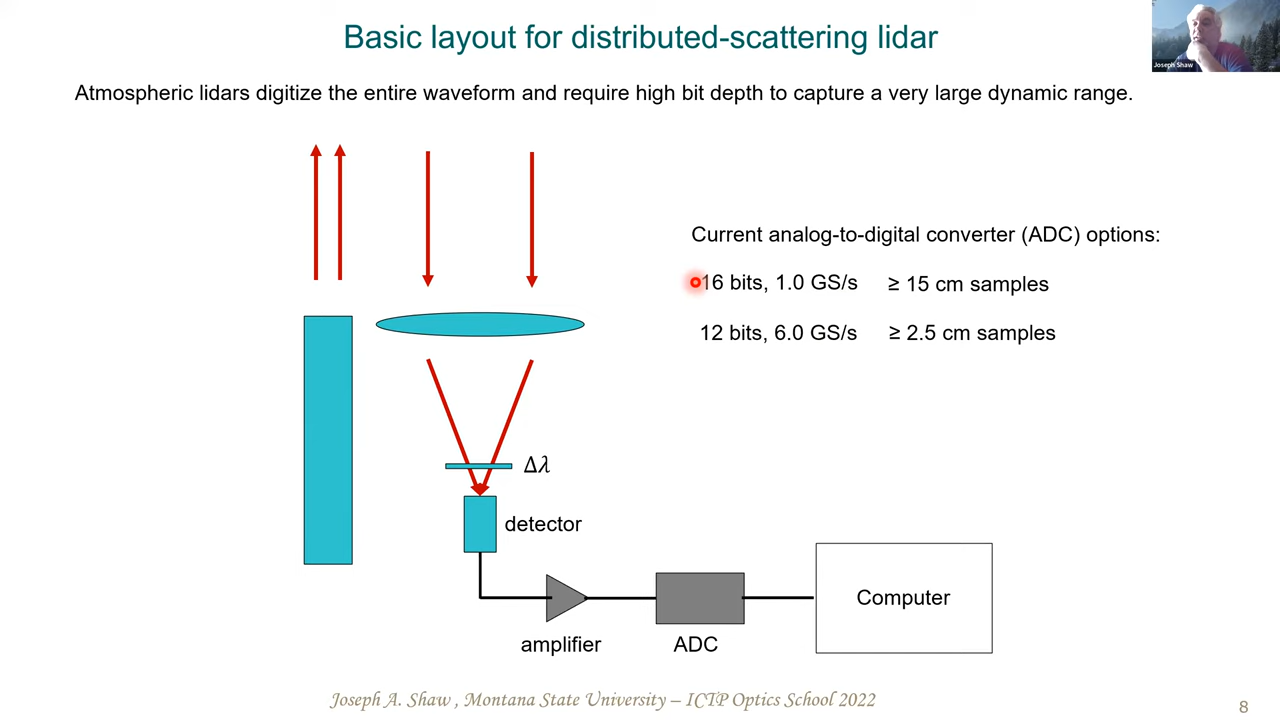 Basic layout for distributed-scattering lidar
Joseph Shaw
Atmospheric lidars digitize the entire waveform and require high bit depth to capture a very large dynamic range.
Current analog-to-digital converter (ADC) options:
16 bits, 1.0 GS/s ≥ 15 cm samples
12 bits, 6.0 GS/s ≥ 2.5 cm samples
Δλ
detector
Computer
amplifier
ADC
Joseph A. Shaw , Montana State University – ICTP Optics School 2022
8